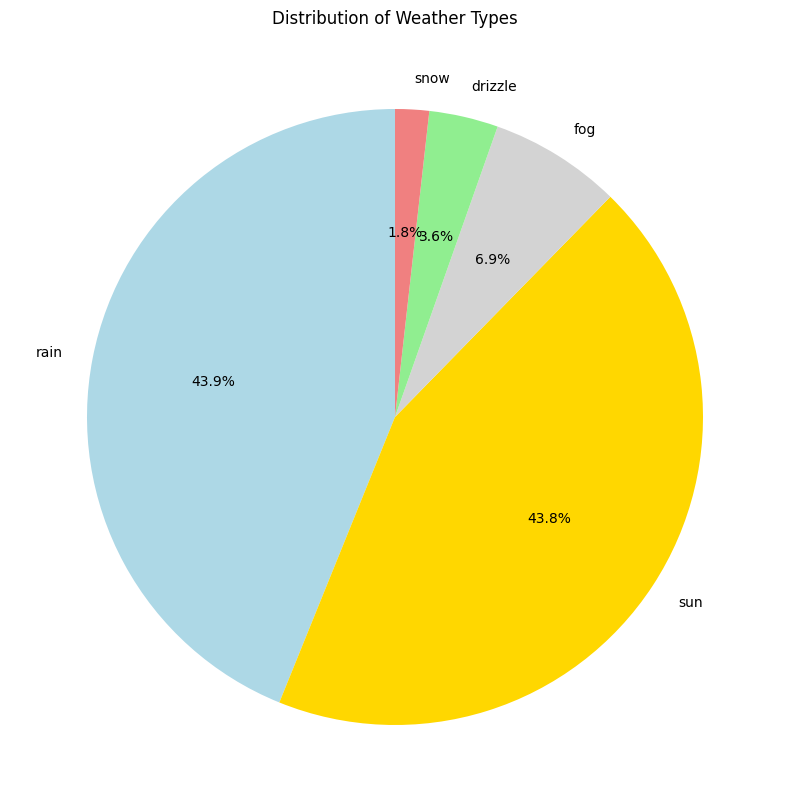 Distribution of Weather Types
snow
drizzle
fog
1.8%
3.6%
6.9%
rain
43.9%
43.8%
sun